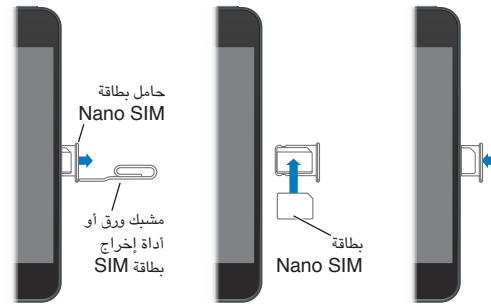 حامل بطاقة
Nano SIM
مشبك ورق أو
أداة إخراج
بطاقة SIM
بطاقة
Nano SIM